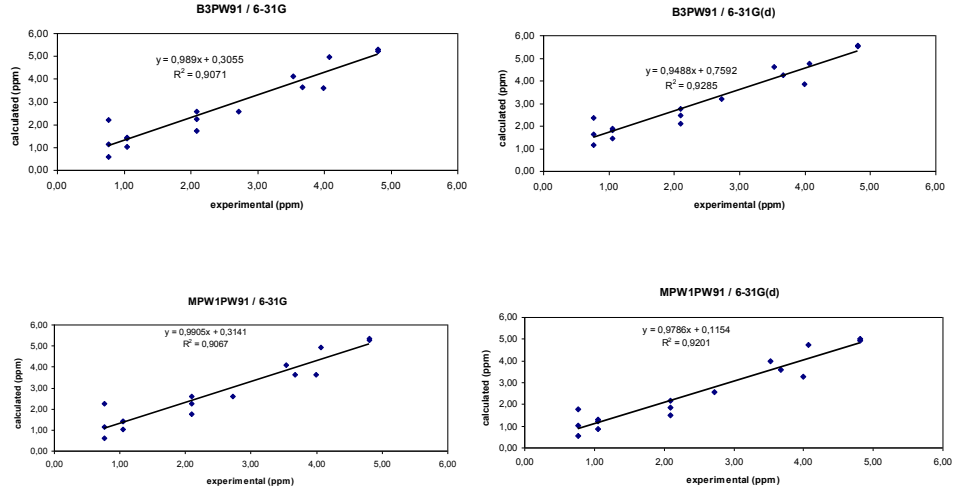 B3PW91 / 6-31G
y = 0,989x + 0,3055
R² = 0,9071
calculated (ppm)
6,00
5,00
4,00
3,00
2,00
1,00
0,00
0,00 1,00 2,00 3,00 4,00 5,00 6,00
experimental (ppm)
B3PW91 / 6-31G(d)
y = 0,9488x + 0,7592
R² = 0,9285
calculated (ppm)
6,00
5,00
4,00
3,00
2,00
1,00
0,00
0,00 1,00 2,00 3,00 4,00 5,00 6,00
experimental (ppm)
MPW1PW91 / 6-31G
y = 0,9905x + 0,3141
R² = 0,9067
calculated (ppm)
6,00
5,00
4,00
3,00
2,00
1,00
0,00
0,00 1,00 2,00 3,00 4,00 5,00 6,00
experimental (ppm)
MPW1PW91 / 6-31G(d)
y = 0,9786x + 0,1154
R² = 0,9201
calculated (ppm)
6,00
5,00
4,00
3,00
2,00
1,00
0,00
0,00 1,00 2,00 3,00 4,00 5,00 6,00
experimental (ppm)